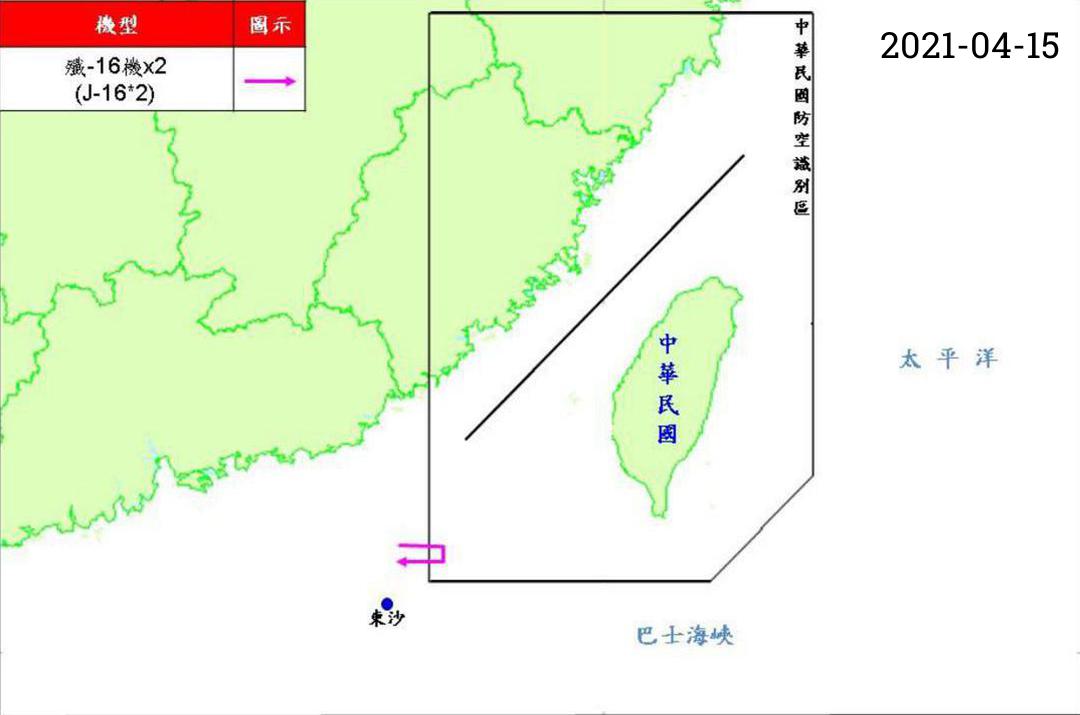 機型 圖示
殲-16機x2
(J-16*2)
2021-04-15
中華民國防空識別區
中華民國
太平洋
東沙
巴士海峽